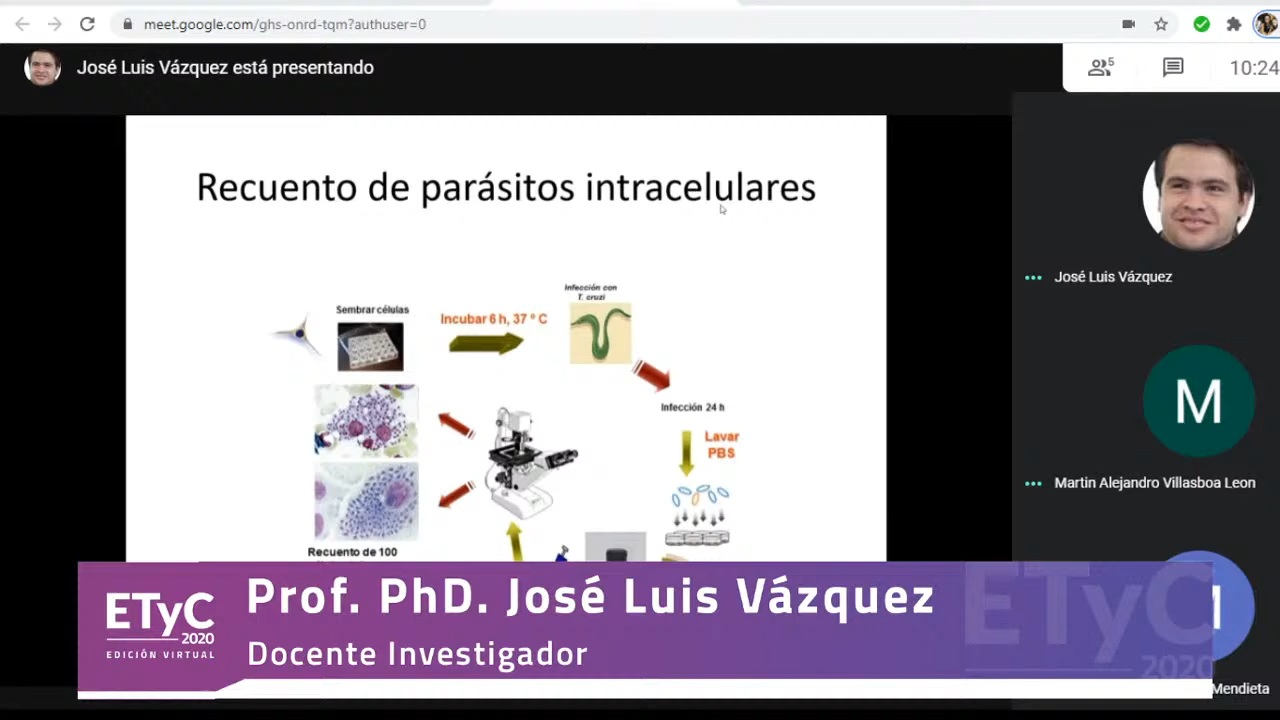 meet.google.com/ghs-onrd-tqm?authuser=0
José Luis Vázquez está presentando
5
10:24
Recuento de parásitos intracelulares
Infección con
T. cruzi
Sembrar células
Incubar 6 h, 37 º C
Infección 24 h
Lavar
PBS
Recuento de 100
José Luis Vázquez
M
Martin Alejandro Villasboa Leon
Mendieta
ETyC
2020
EDICIÓN VIRTUAL
Prof. PhD. José Luis Vázquez
Docente Investigador
ETyC
2020